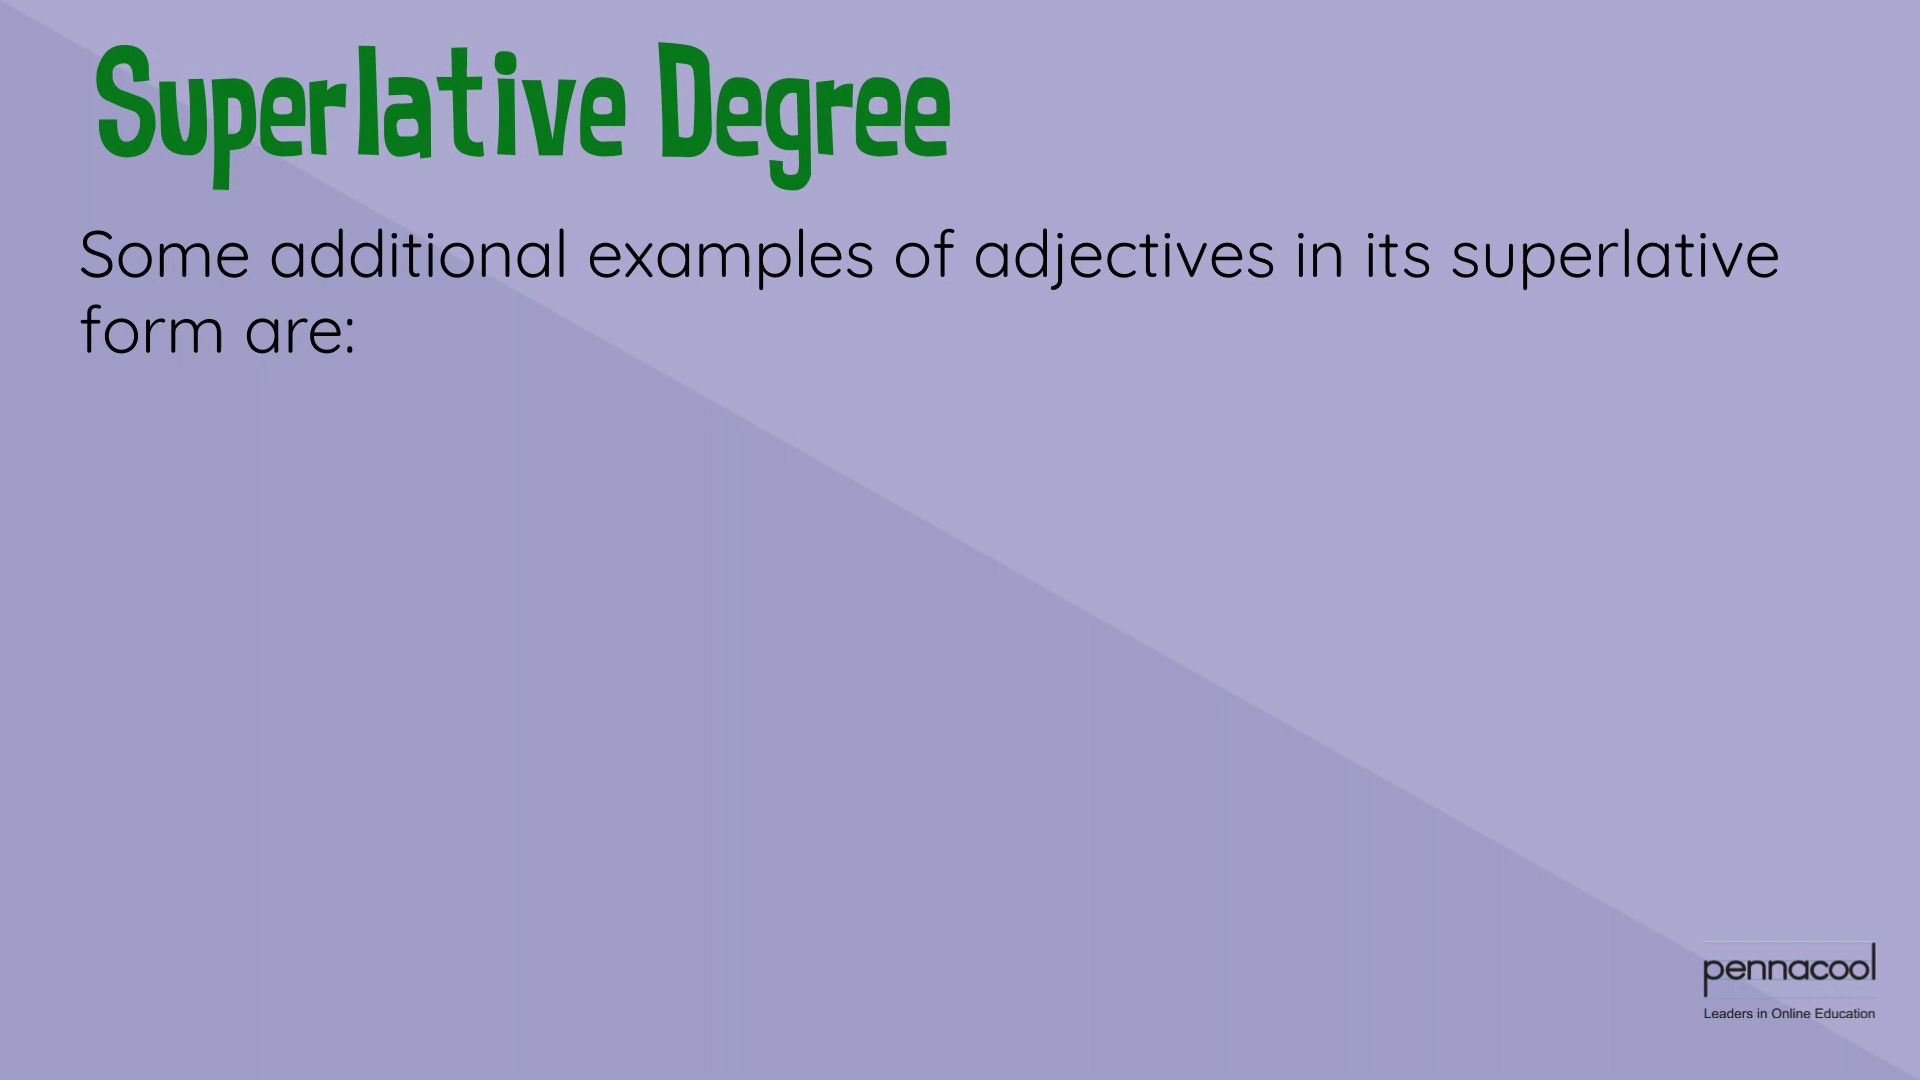 Superlative Degree
Some additional examples of adjectives in its superlative
form are:
pennacool
Leaders in Online Education